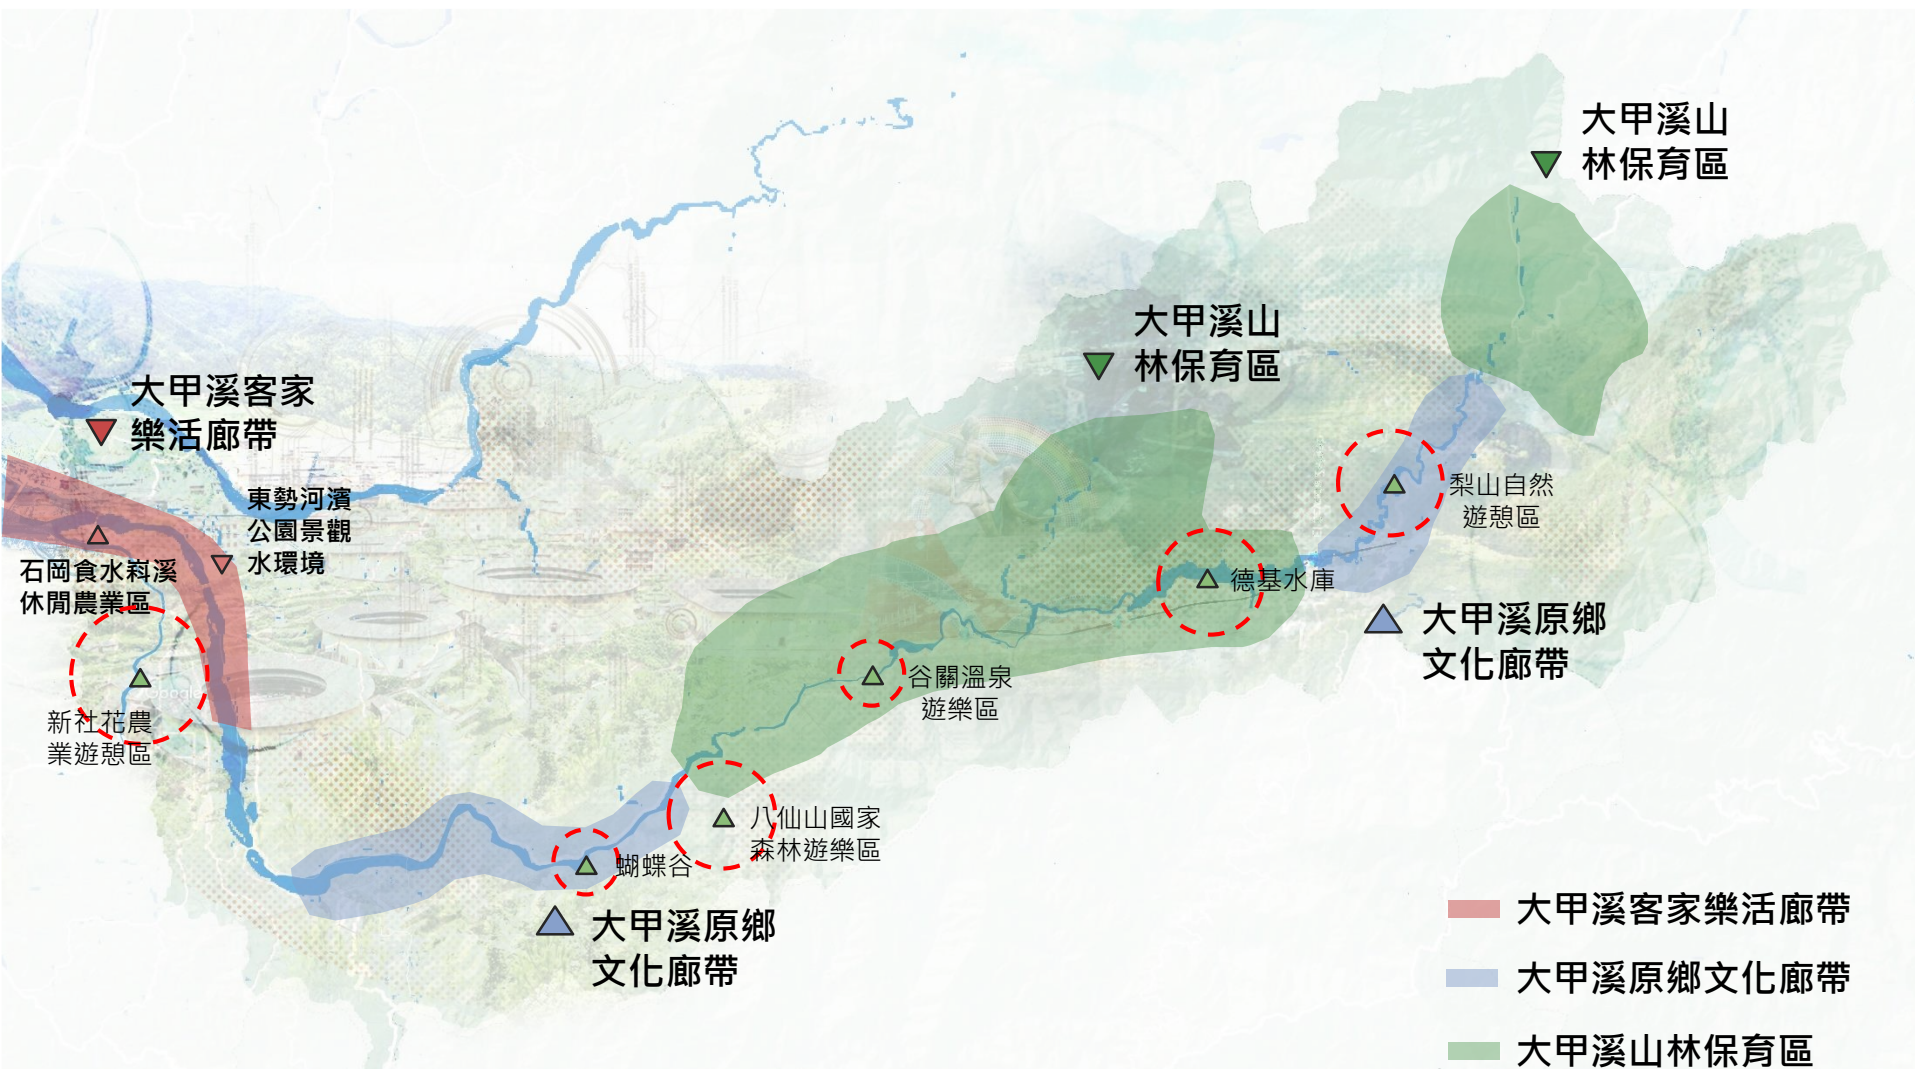 大甲溪山
林保育區
大甲溪山
林保育區
大甲溪客家
樂活廊帶
東勢河濱
公園景觀
水環境
石岡食水嵙溪
休閒農業區
新社花農
業遊憩區
Google
梨山自然
遊憩區
德基水庫
大甲溪原鄉
文化廊帶
谷關溫泉
遊樂區
八仙山國家
森林遊樂區
蝴蝶谷
大甲溪原鄉
文化廊帶
大甲溪客家樂活廊帶
大甲溪原鄉文化廊帶
大甲溪山林保育區